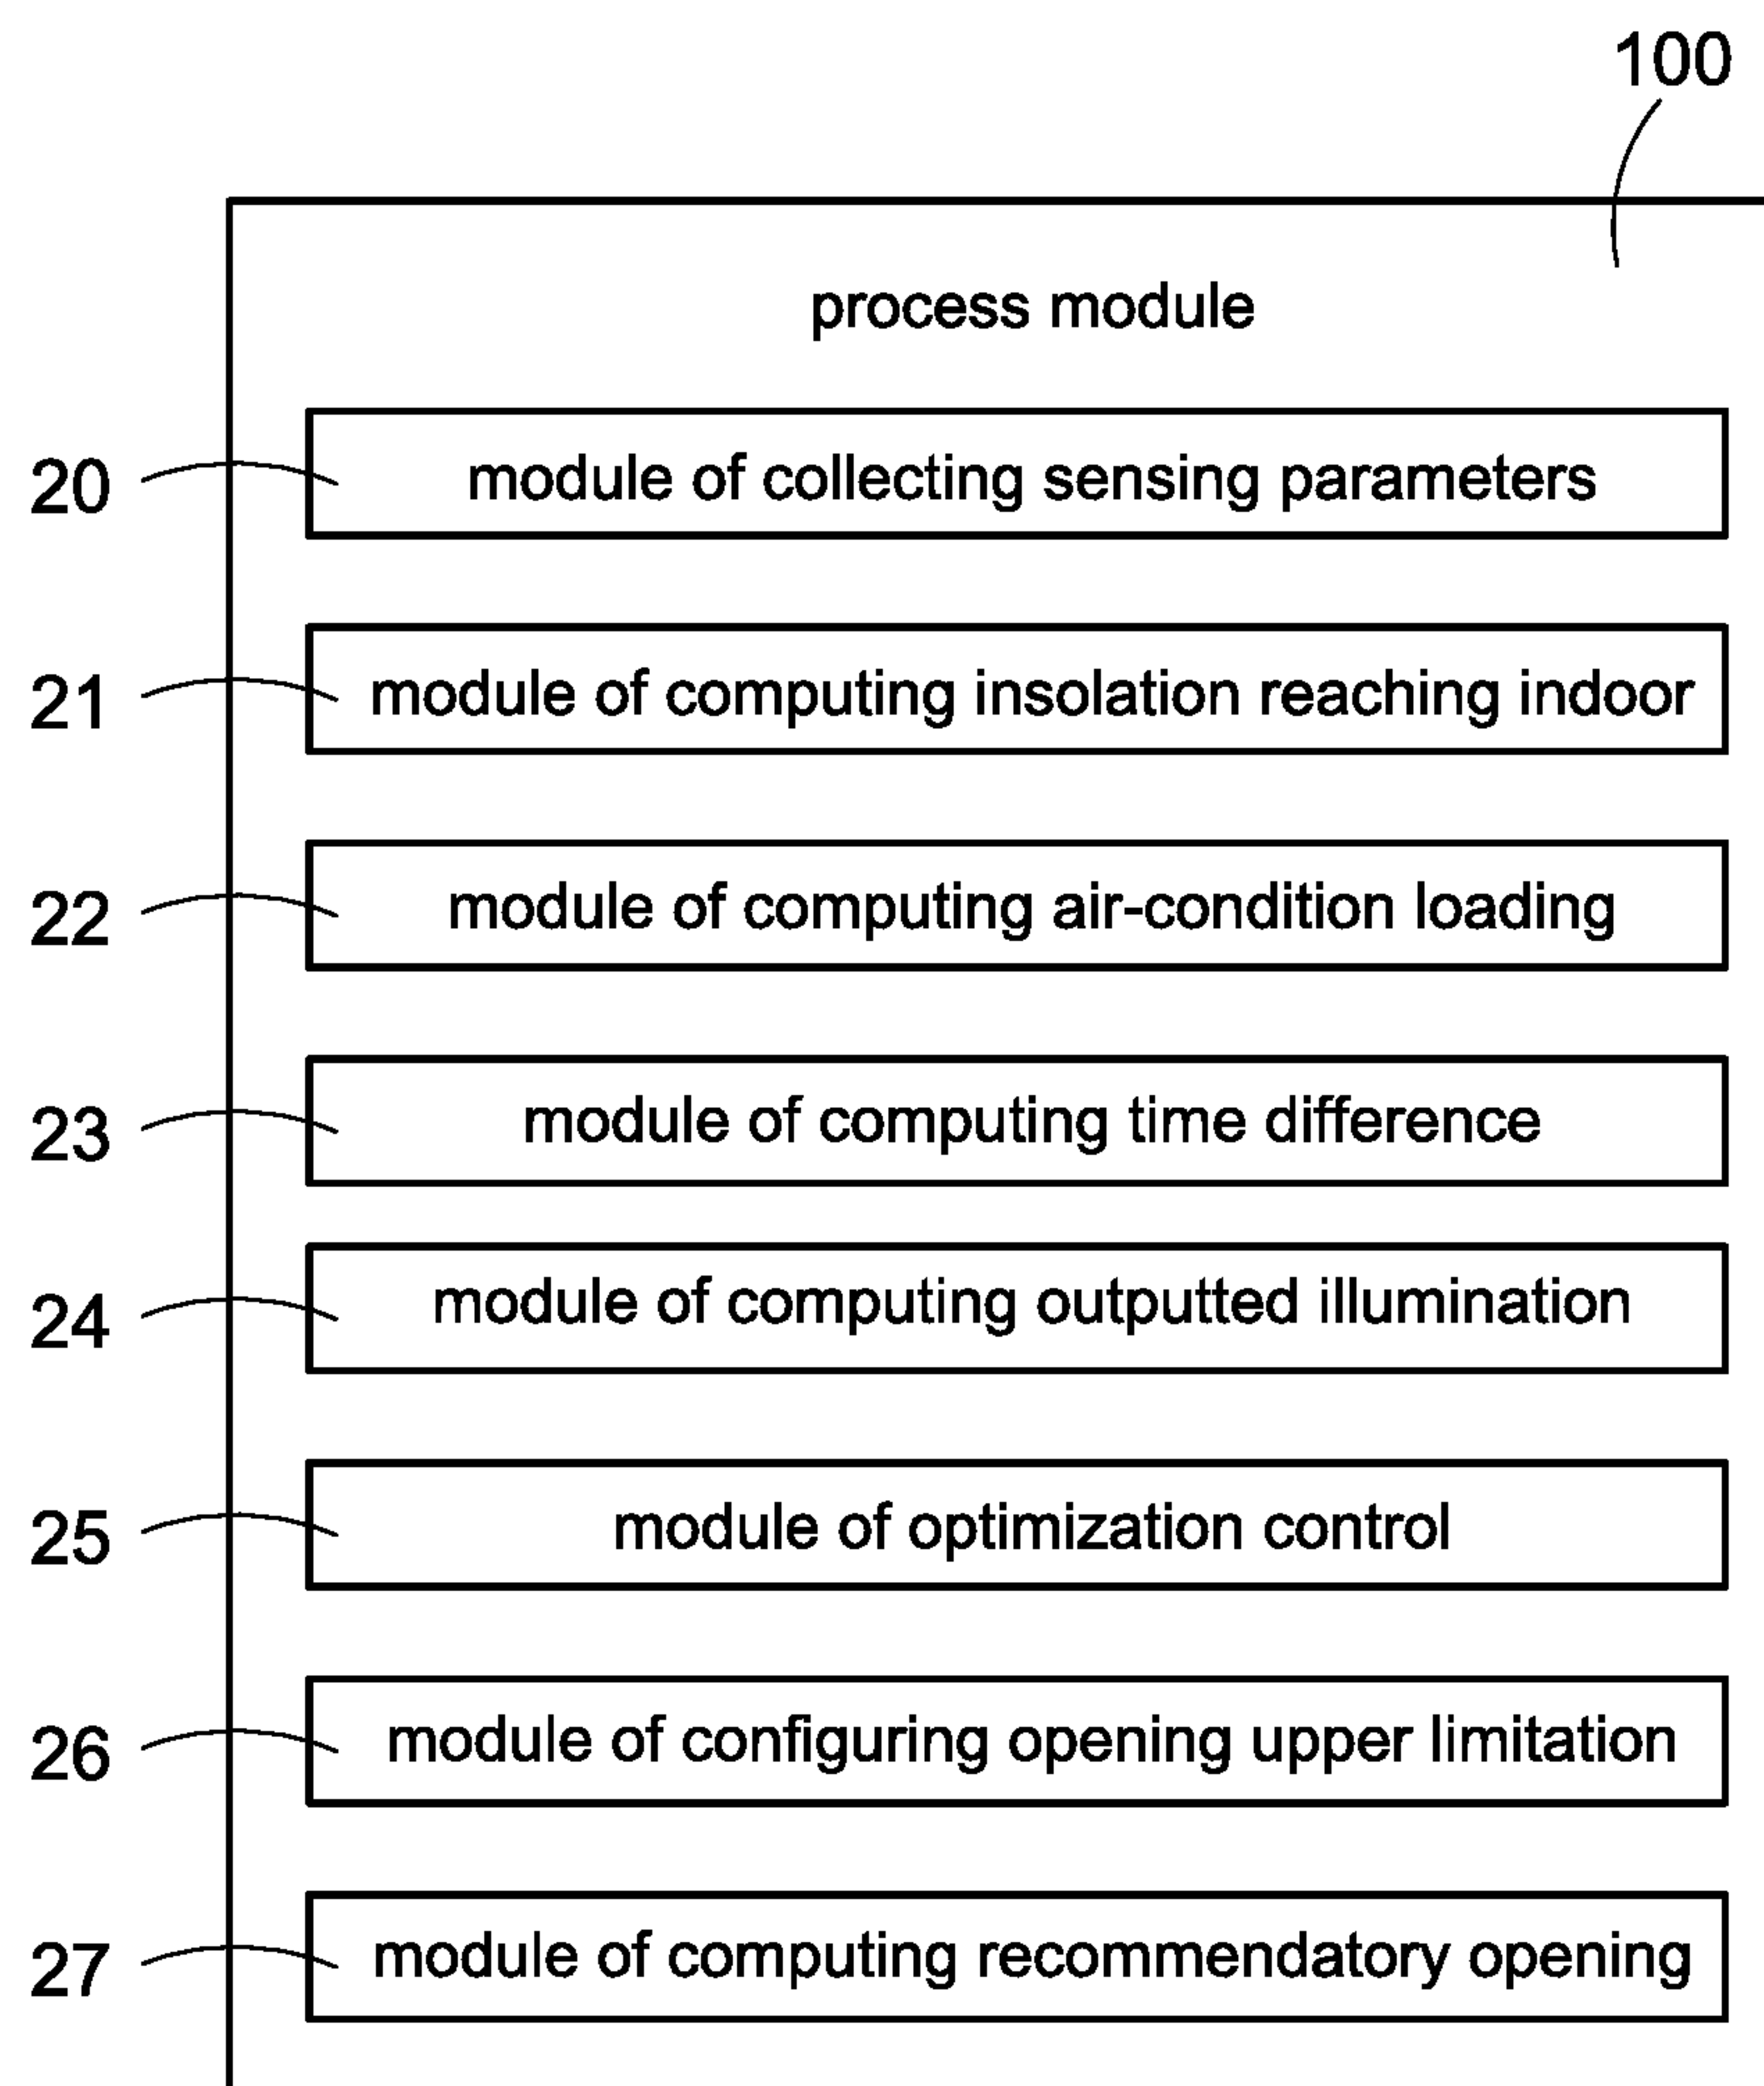 100
process module
20 module of collecting sensing parameters
21 module of computing insolation reaching indoor
22 module of computing air-condition loading
23 module of computing time difference
24 module of computing outputted illumination
25 module of optimization control
26 module of configuring opening upper limitation
27 module of computing recommendatory opening